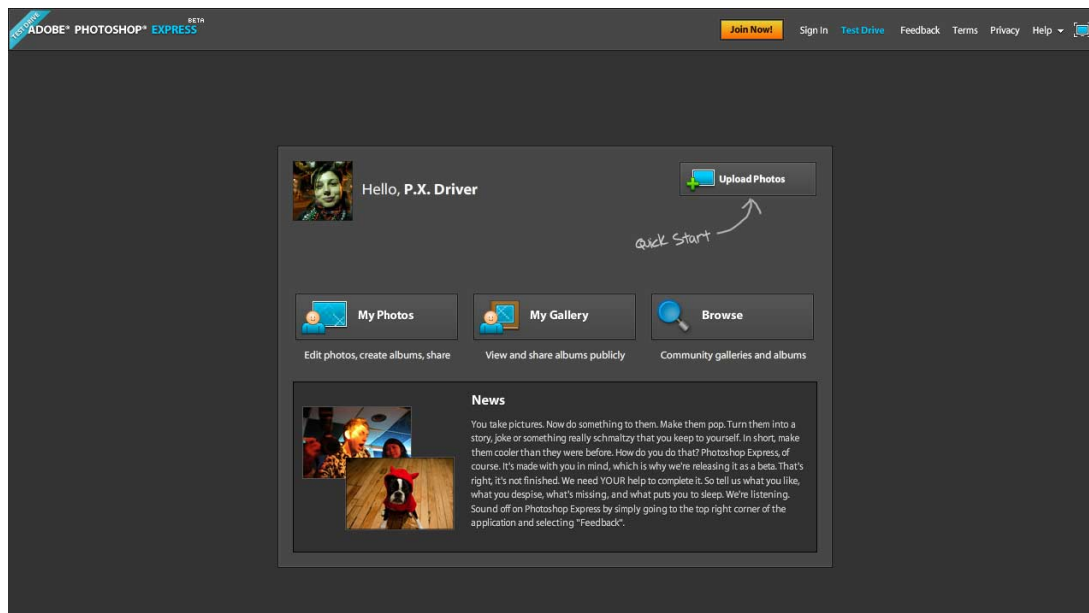 TEST DRIVE
ADOBE® PHOTOSHOP® EXPRESS BETA
Join Now! Sign In Test Drive Feedback Terms Privacy Help
Hello, P.X. Driver
Upload Photos
Quick Start
My Photos
My Gallery
Browse
Edit photos, create albums, share
View and share albums publicly
Community galleries and albums
News
You take pictures. Now do something to them. Make them pop. Turn them into a
story, joke or something really schmaltzy that you keep to yourself. In short, make
them cooler than they were before. How do you do that? Photoshop Express, of
course. It's made with you in mind, which is why we're releasing it as a beta. That's
right, it's not finished. We need YOUR help to complete it. So tell us what you like,
what you despise, what's missing, and what puts you to sleep. We're listening.
Sound off on Photoshop Express by simply going to the top right corner of the
application and selecting "Feedback".